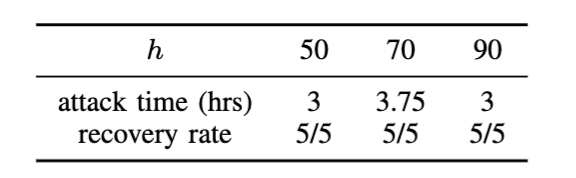 h 50 70 90
attack time (hrs) 3 3.75 3
recovery rate 5/5 5/5 5/5